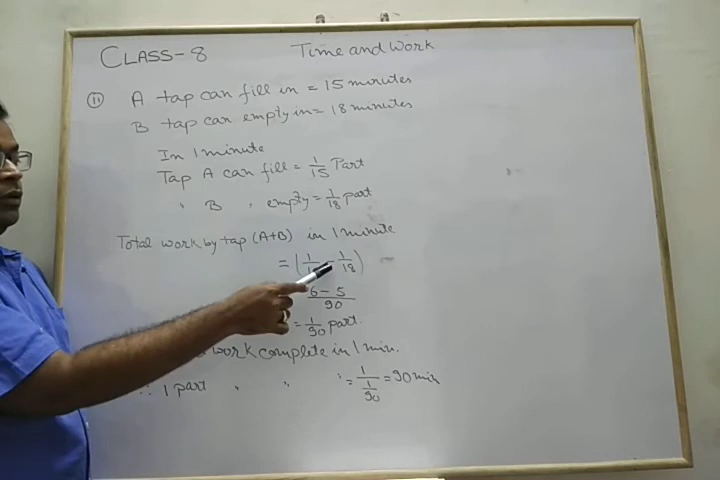 CLASS-8 Time and Work
(11) A tap can fill in = 15 minutes
B tap can empty in = 18 minutes
In 1 minute
Tap A can fill = 1/15 Part
" B " empty = 1/18 part
Total work by tap (A+B) in 1 minute
= (1/1 - 1/18)
6 - 5 / 90
= 1/90 part.
work complete in 1 min.
∴ 1 part " " " = 1/(1/90) = 90 min